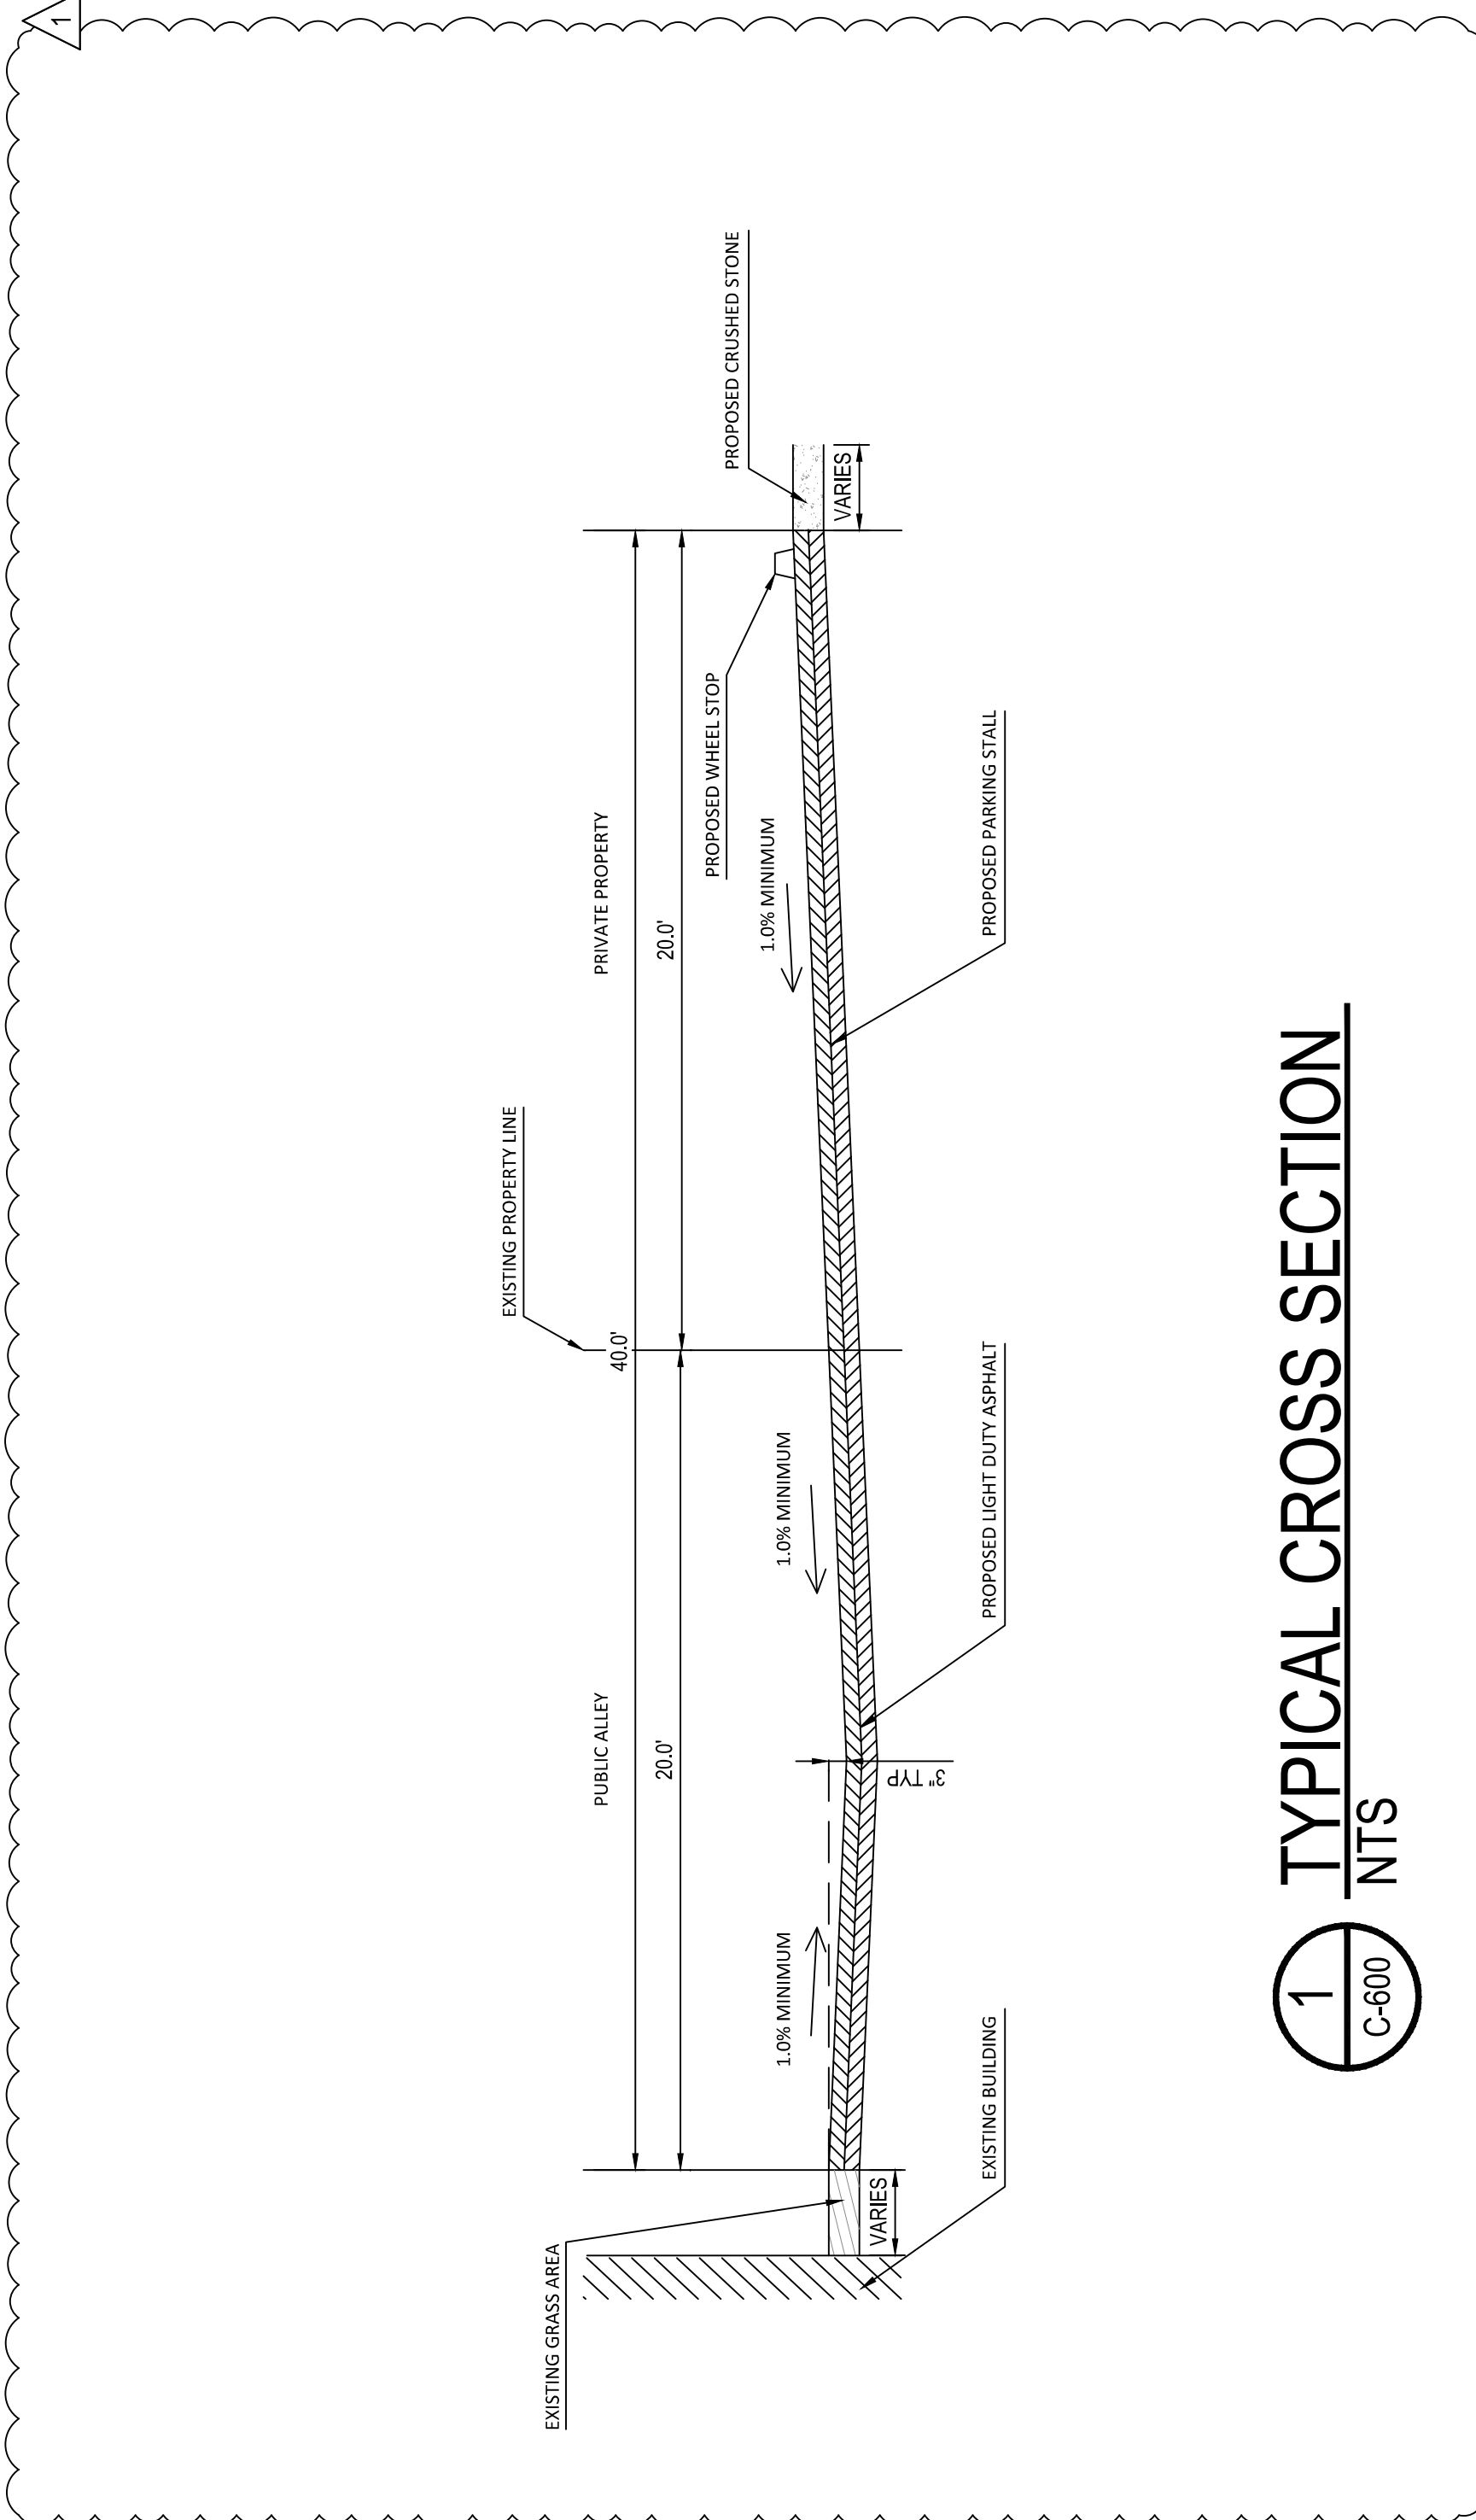 1
EXISTING PROPERTY LINE
EXISTING GRASS AREA
PUBLIC ALLEY
PRIVATE PROPERTY
40.0'
20.0'
20.0'
PROPOSED WHEEL STOP
PROPOSED CRUSHED STONE
1.0% MINIMUM
1.0% MINIMUM
1.0% MINIMUM
VARIES
VARIES
3" TYP
EXISTING BUILDING
PROPOSED LIGHT DUTY ASPHALT
PROPOSED PARKING STALL
1
C-600
TYPICAL CROSS SECTION
NTS